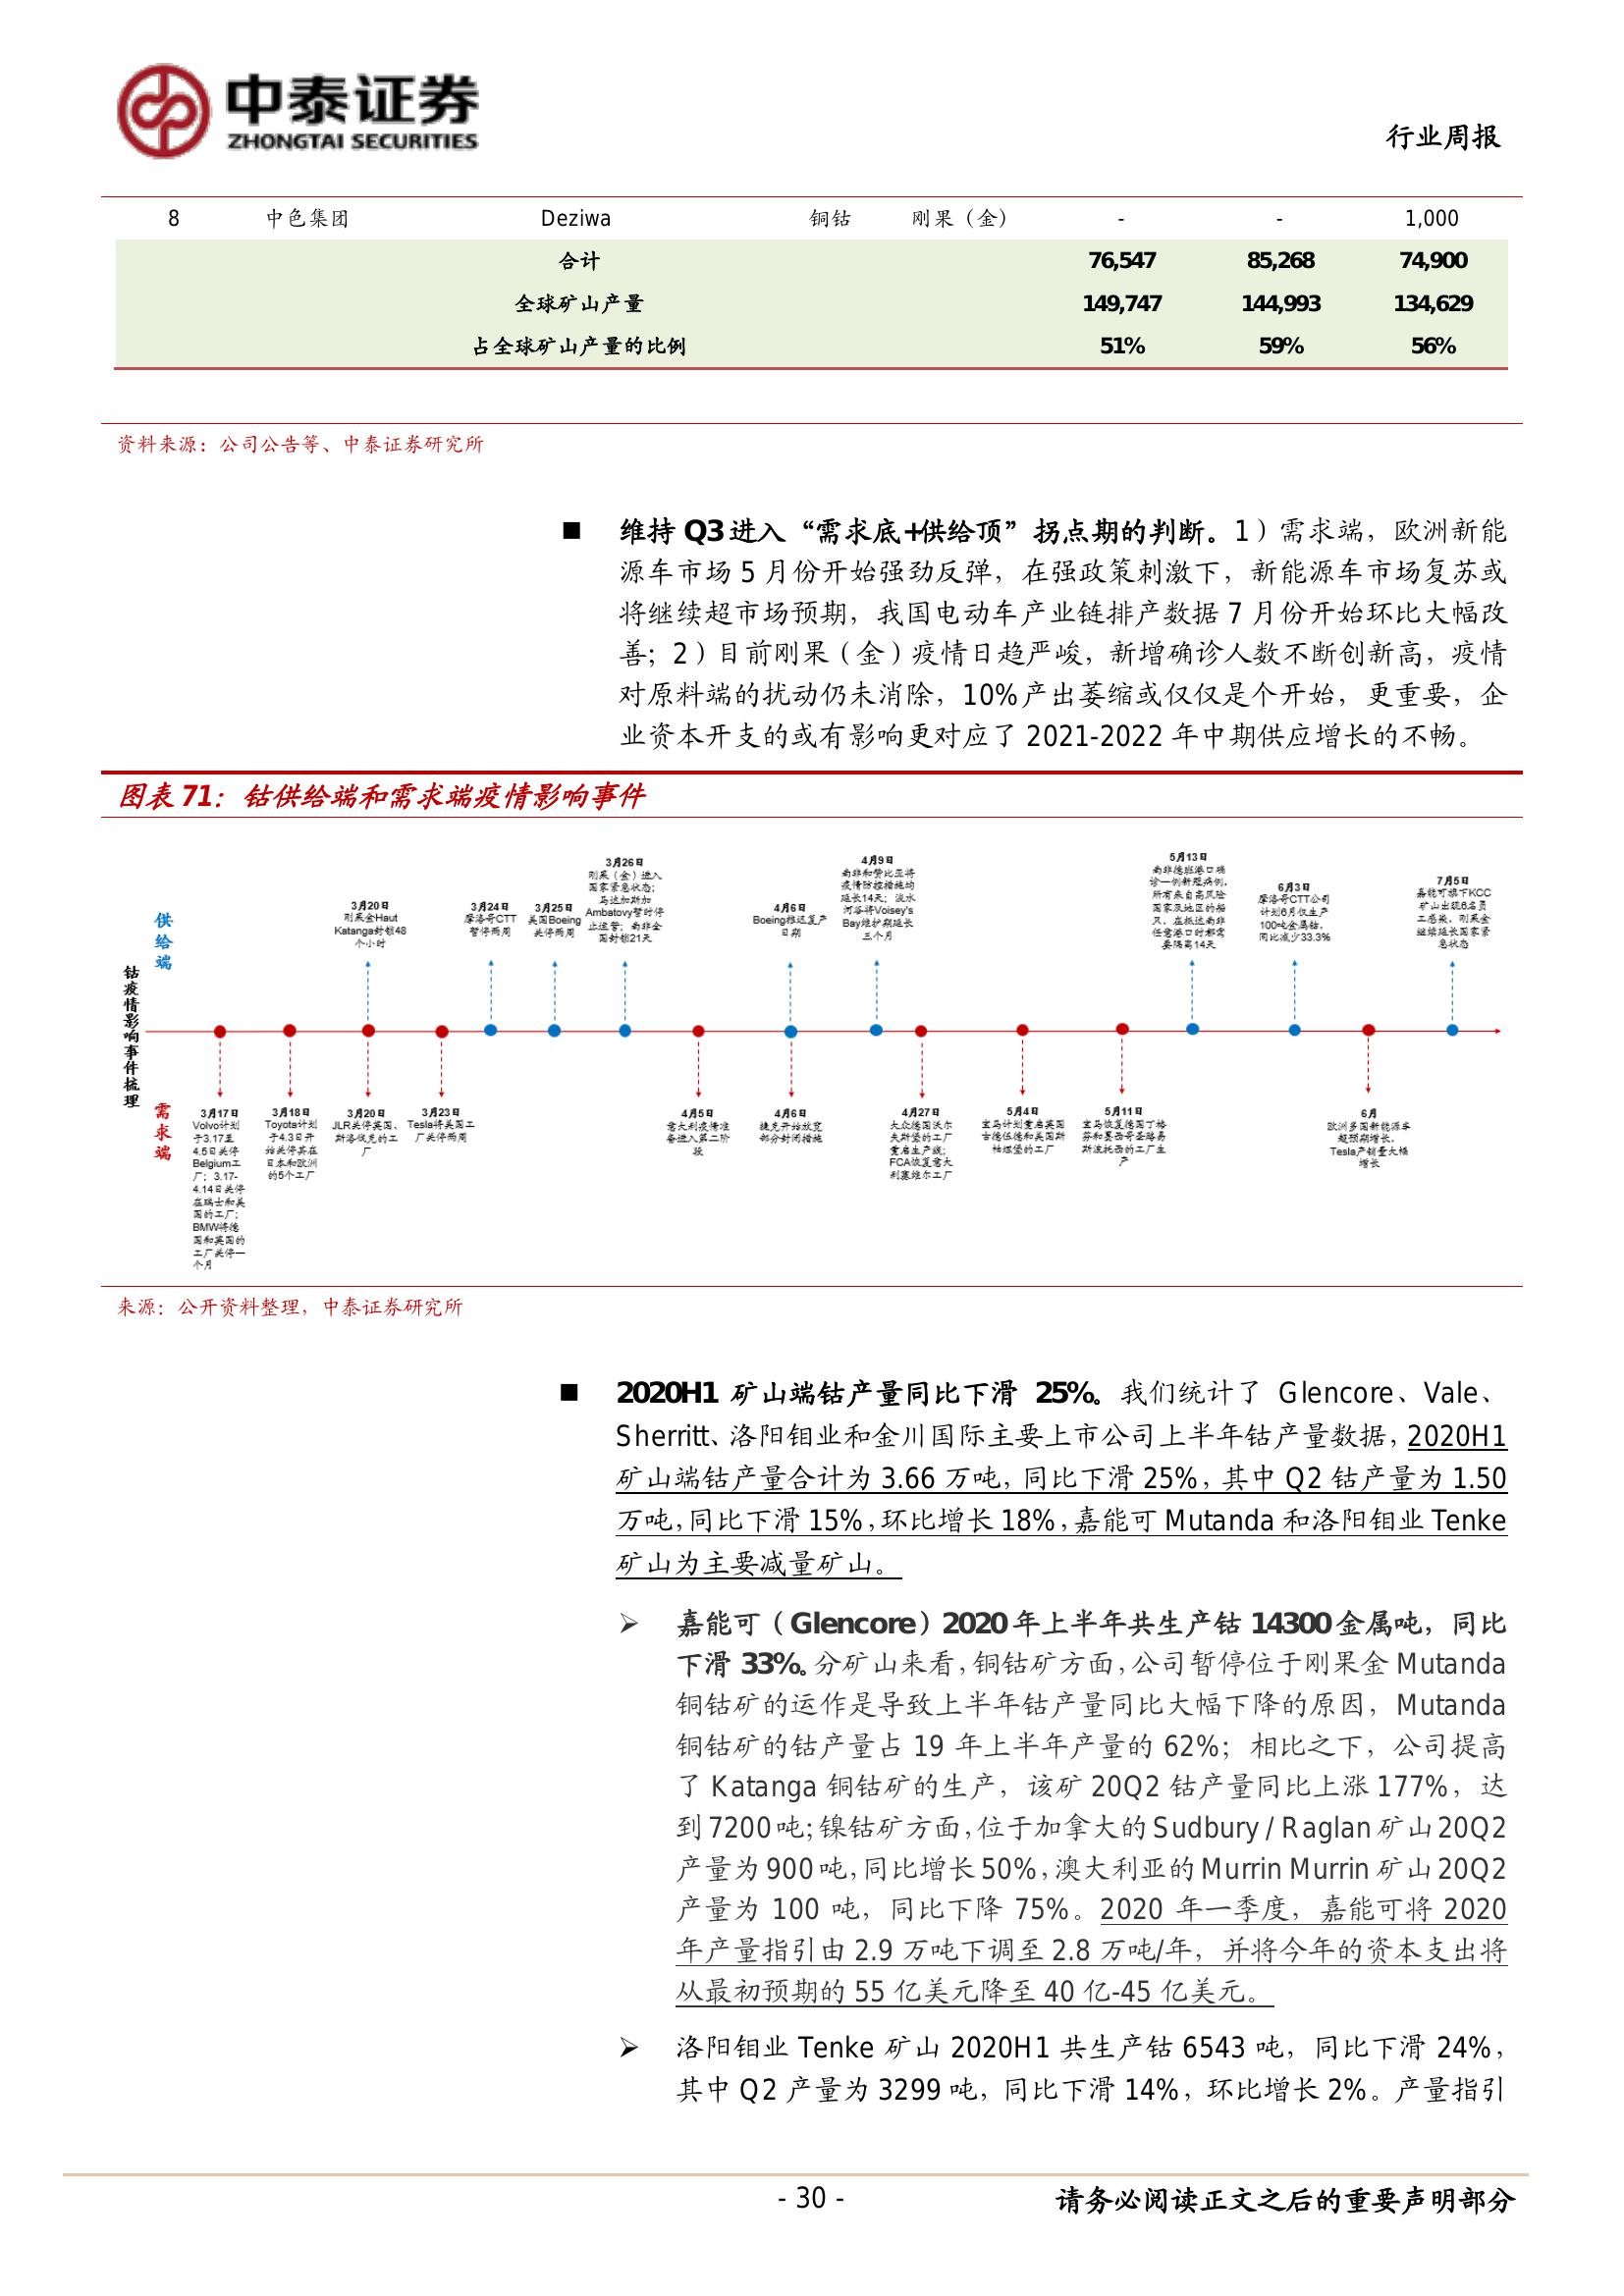 中泰证券
ZHONGTAI SECURITIES
行业周报
8 中色集团 Deziwa 铜钴 刚果（金） - - 1,000
合计 76,547 85,268 74,900
全球矿山产量 149,747 144,993 134,629
占全球矿山产量的比例 51% 59% 56%
资料来源：公司公告等、中泰证券研究所
■ 维持 Q3 进入“需求底+供给顶”拐点期的判断。1）需求端，欧洲新能
源车市场 5 月份开始强劲反弹，在强政策刺激下，新能源车市场复苏或
将继续超市场预期，我国电动车产业链排产数据 7 月份开始环比大幅改
善；2）目前刚果（金）疫情日趋严峻，新增确诊人数不断创新高，疫情
对原料端的扰动仍未消除，10%产出萎缩或仅仅是个开始，更重要，企
业资本开支的或有影响更对应了 2021-2022 年中期供应增长的不畅。
图表 71：钴供给端和需求端疫情影响事件
钴疫情影响事件梳理
供给端
3月20日
刚果金Haut
Katanga封锁48
个小时
3月24日
摩洛哥CTT
暂停两周
3月25日
美国Boeing
关停两周
3月26日
刚果（金）进入
国家紧急状态；
马达加斯加
Ambatovy暂时停
止运营；南非全
国封锁21天
4月6日
Boeing推迟复产
日期
4月9日
南非和赞比亚将
疫情防控措施均
延长14天；淡水
河谷将Voisey's
Bay维护期延长
三个月
5月13日
南非德班港口确
诊一例新冠病例，
所有来自高风险
国家及地区的船
只，在抵达南非
任意港口时都需
要隔离14天
6月3日
摩洛哥CTT公司
计划6月仅生产
100吨金属钴，
同比减少33.3%
7月5日
嘉能可旗下KCC
矿山出现6名员
工感染，刚果金
继续延长国家紧
急状态
需求端
3月17日
Volvo计划
于3.17至
4.5日关停
Belgium工
厂；3.17-
4.14日关停
在瑞士和美
国的工厂；
BMW将德
国和英国的
工厂关停一
个月
3月18日
Toyota计划
于4.3日开
始关停其在
日本和欧洲
的5个工厂
3月20日
JLR关停英国、
斯洛伐克的工
厂
3月23日
Tesla将美国工
厂关停两周
4月5日
意大利疫情准
备进入第二阶
段
4月6日
捷克开始放宽
部分封闭措施
4月27日
大众德国沃尔
夫斯堡的工厂
重启生产线；
FCA恢复意大
利塞维尔工厂
5月4日
宝马计划重启英国
古德伍德和美国斯
帕坦堡的工厂
5月11日
宝马恢复德国丁格
芬和墨西哥圣路易
斯波托西的工厂生
产
6月
欧洲多国新能源车
超预期增长，
Tesla产销量大幅
增长
来源：公开资料整理，中泰证券研究所
■ 2020H1 矿山端钴产量同比下滑 25%。我们统计了 Glencore、Vale、
Sherritt、洛阳钼业和金川国际主要上市公司上半年钴产量数据，2020H1
矿山端钴产量合计为 3.66 万吨，同比下滑 25%，其中 Q2 钴产量为 1.50
万吨，同比下滑 15%，环比增长 18%，嘉能可 Mutanda 和洛阳钼业 Tenke
矿山为主要减量矿山。
➢ 嘉能可（Glencore）2020 年上半年共生产钴 14300 金属吨，同比
下滑 33%。分矿山来看，铜钴矿方面，公司暂停位于刚果金 Mutanda
铜钴矿的运作是导致上半年钴产量同比大幅下降的原因，Mutanda
铜钴矿的钴产量占 19 年上半年产量的 62%；相比之下，公司提高
了 Katanga 铜钴矿的生产，该矿 20Q2 钴产量同比上涨 177%，达
到 7200 吨；镍钴矿方面，位于加拿大的 Sudbury / Raglan 矿山 20Q2
产量为 900 吨，同比增长 50%，澳大利亚的 Murrin Murrin 矿山 20Q2
产量为 100 吨，同比下降 75%。2020 年一季度，嘉能可将 2020
年产量指引由 2.9 万吨下调至 2.8 万吨/年，并将今年的资本支出将
从最初预期的 55 亿美元降至 40 亿-45 亿美元。
➢ 洛阳钼业 Tenke 矿山 2020H1 共生产钴 6543 吨，同比下滑 24%，
其中 Q2 产量为 3299 吨，同比下滑 14%，环比增长 2%。产量指引
- 30 -
请务必阅读正文之后的重要声明部分